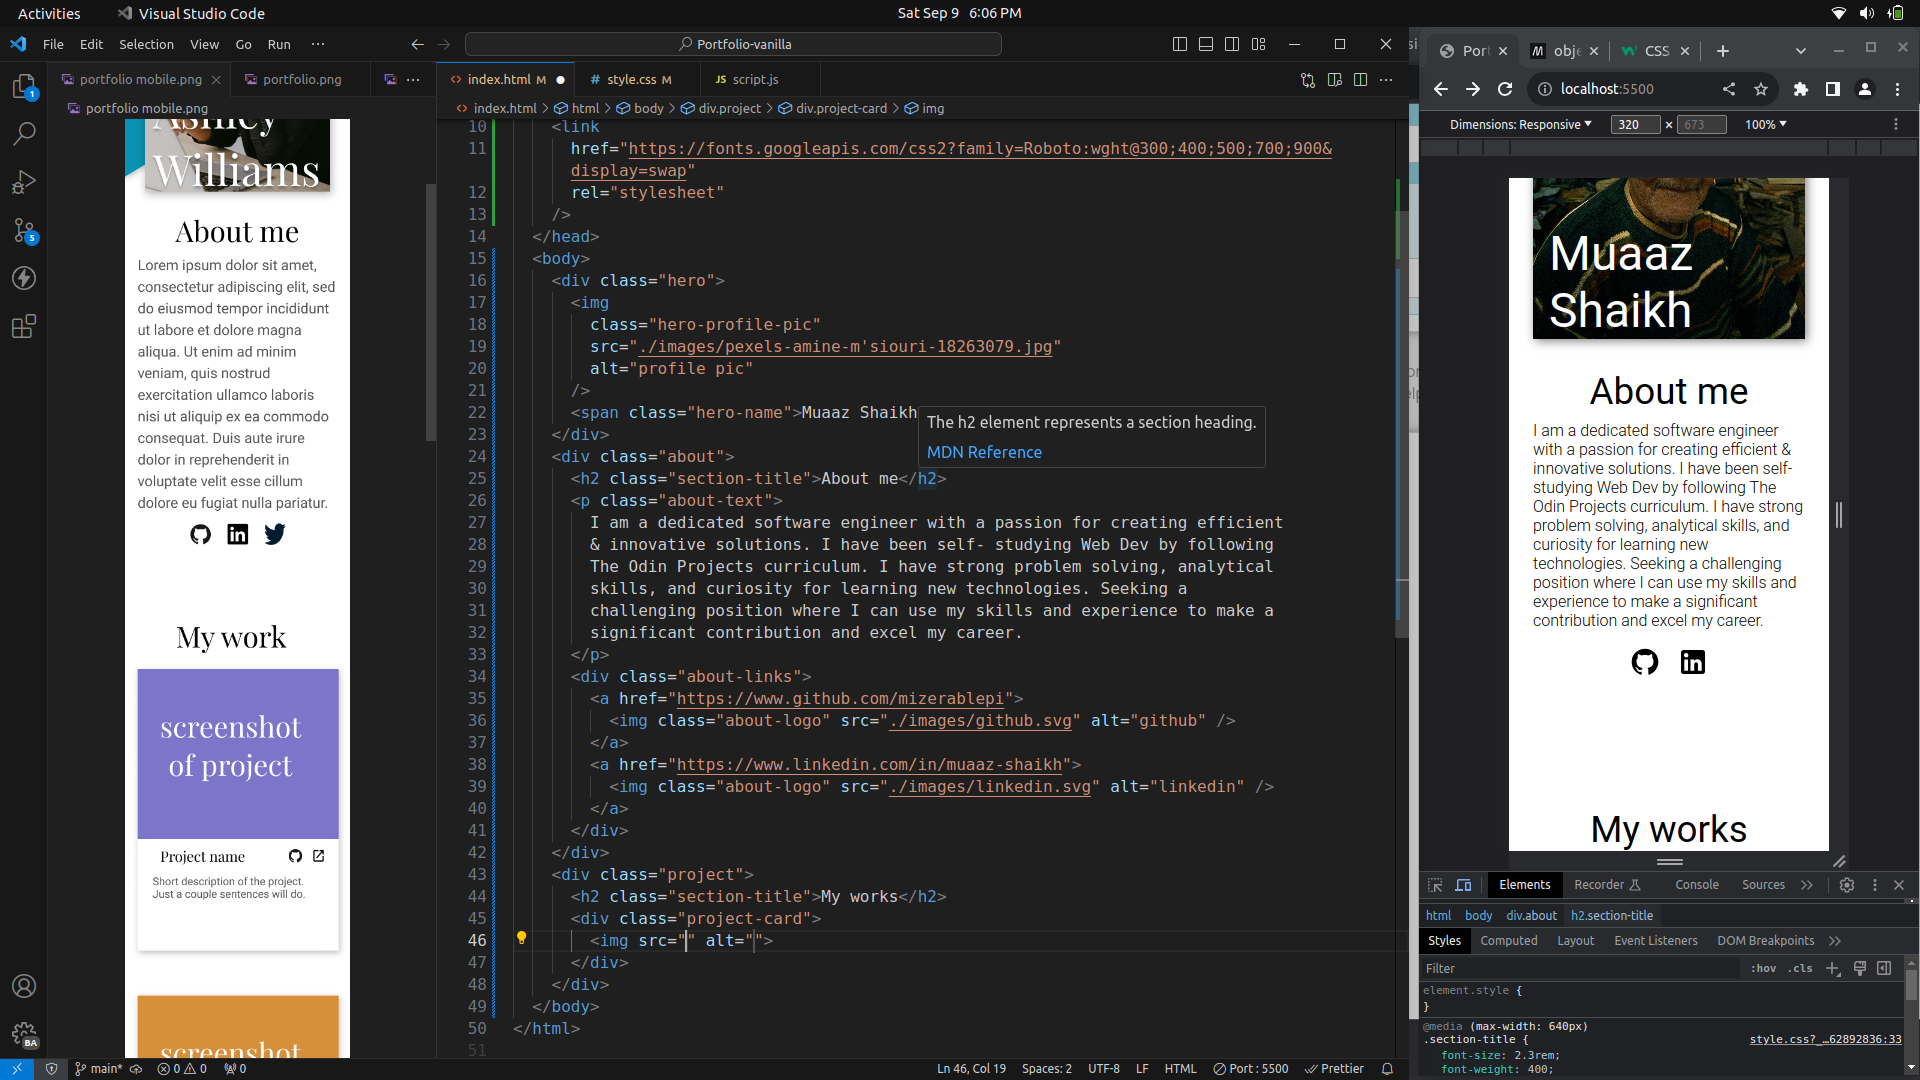 Activities
Visual Studio Code
Sat Sep 9  6:06 PM
File Edit Selection View Go Run ···
Portfolio-vanilla
portfolio mobile.png
portfolio.png
index.html M
style.css M
script.js
portfolio mobile.png
index.html > html > body > div.project > div.project-card > img
Ashley
Williams
About me
Lorem ipsum dolor sit amet,
consectetur adipiscing elit, sed
do eiusmod tempor incididunt
ut labore et dolore magna
aliqua. Ut enim ad minim
veniam, quis nostrud
exercitation ullamco laboris
nisi ut aliquip ex ea commodo
consequat. Duis aute irure
dolor in reprehenderit in
voluptate velit esse cillum
dolore eu fugiat nulla pariatur.
My work
screenshot
of project
Project name
Short description of the project.
Just a couple sentences will do.
screenshot
1
5
BA
10 <link
11 href="https://fonts.googleapis.com/css2?family=Roboto:wght@300;400;500;700;900&
display=swap"
12 rel="stylesheet"
13 />
14 </head>
15 <body>
16 <div class="hero">
17 <img
18 class="hero-profile-pic"
19 src="./images/pexels-amine-m'siouri-18263079.jpg"
20 alt="profile pic"
21 />
22 <span class="hero-name">Muaaz Shaikh
23 </div>
24 <div class="about">
25 <h2 class="section-title">About me</h2>
26 <p class="about-text">
27 I am a dedicated software engineer with a passion for creating efficient
28 & innovative solutions. I have been self- studying Web Dev by following
29 The Odin Projects curriculum. I have strong problem solving, analytical
30 skills, and curiosity for learning new technologies. Seeking a
31 challenging position where I can use my skills and experience to make a
32 significant contribution and excel my career.
33 </p>
34 <div class="about-links">
35 <a href="https://www.github.com/mizerablepi">
36 <img class="about-logo" src="./images/github.svg" alt="github" />
37 </a>
38 <a href="https://www.linkedin.com/in/muaaz-shaikh">
39 <img class="about-logo" src="./images/linkedin.svg" alt="linkedin" />
40 </a>
41 </div>
42 </div>
43 <div class="project">
44 <h2 class="section-title">My works</h2>
45 <div class="project-card">
46 <img src="" alt="">
47 </div>
48 </div>
49 </body>
50 </html>
51
The h2 element represents a section heading.
MDN Reference
main*
0 0
0
Ln 46, Col 19
Spaces: 2
UTF-8
LF
HTML
Port : 5500
Prettier
Port
obje
CSS
localhost:5500
Dimensions: Responsive
320 × 673
100%
Muaaz
Shaikh
About me
I am a dedicated software engineer
with a passion for creating efficient &
innovative solutions. I have been self-
studying Web Dev by following The
Odin Projects curriculum. I have strong
problem solving, analytical skills, and
curiosity for learning new
technologies. Seeking a challenging
position where I can use my skills and
experience to make a significant
contribution and excel my career.
My works
Elements Recorder Console Sources
html body div.about h2.section-title
Styles Computed Layout Event Listeners DOM Breakpoints
Filter
:hov .cls
element.style {
}
@media (max-width: 640px)
.section-title {
style.css?_…62892836:33
font-size: 2.3rem;
font-weight: 400;